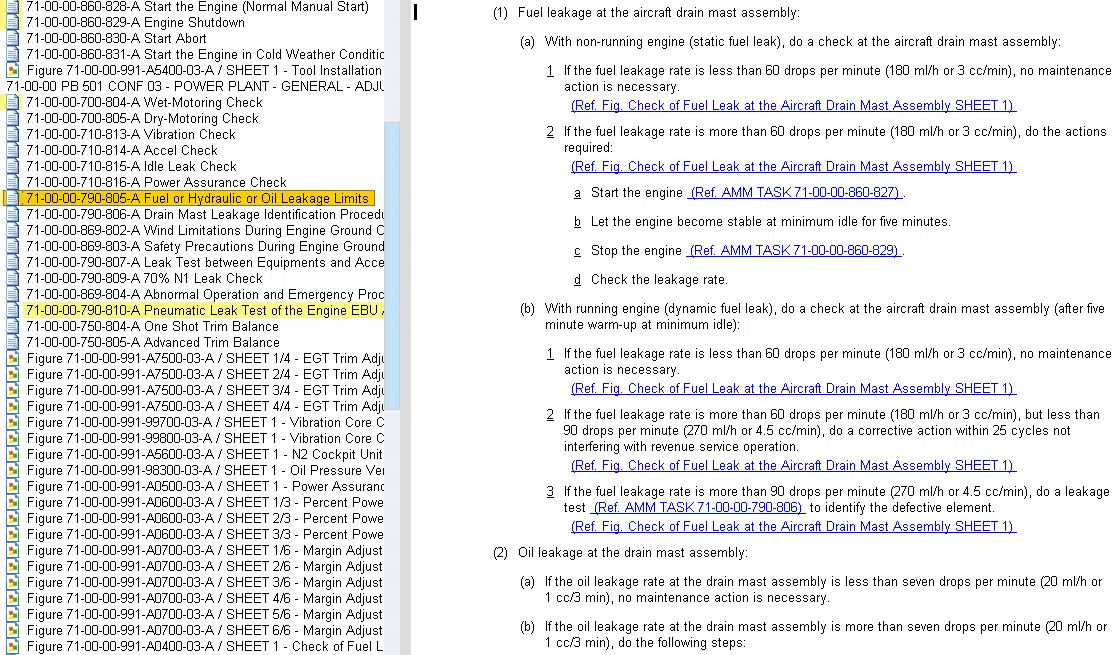 71-00-00-860-828-A Start the Engine (Normal Manual Start)
71-00-00-860-829-A Engine Shutdown
71-00-00-860-830-A Start Abort
71-00-00-860-831-A Start the Engine in Cold Weather Conditic
Figure 71-00-00-991-A5400-03-A / SHEET 1 - Tool Installation
71-00-00 PB 501 CONF 03 - POWER PLANT - GENERAL - ADJU
71-00-00-700-804-A Wet-Motoring Check
71-00-00-700-805-A Dry-Motoring Check
71-00-00-710-813-A Vibration Check
71-00-00-710-814-A Accel Check
71-00-00-710-815-A Idle Leak Check
71-00-00-710-816-A Power Assurance Check
71-00-00-790-805-A Fuel or Hydraulic or Oil Leakage Limits
71-00-00-790-806-A Drain Mast Leakage Identification Procedu
71-00-00-869-802-A Wind Limitations During Engine Ground C
71-00-00-869-803-A Safety Precautions During Engine Ground
71-00-00-790-807-A Leak Test between Equipments and Acce
71-00-00-790-809-A 70% N1 Leak Check
71-00-00-869-804-A Abnormal Operation and Emergency Proc
71-00-00-790-810-A Pneumatic Leak Test of the Engine EBU
71-00-00-750-804-A One Shot Trim Balance
71-00-00-750-805-A Advanced Trim Balance
Figure 71-00-00-991-A7500-03-A / SHEET 1/4 - EGT Trim Adju
Figure 71-00-00-991-A7500-03-A / SHEET 2/4 - EGT Trim Adju
Figure 71-00-00-991-A7500-03-A / SHEET 3/4 - EGT Trim Adju
Figure 71-00-00-991-A7500-03-A / SHEET 4/4 - EGT Trim Adju
Figure 71-00-00-991-99700-03-A / SHEET 1 - Vibration Core C
Figure 71-00-00-991-99800-03-A / SHEET 1 - Vibration Core C
Figure 71-00-00-991-A5600-03-A / SHEET 1 - N2 Cockpit Unit
Figure 71-00-00-991-98300-03-A / SHEET 1 - Oil Pressure Ver
Figure 71-00-00-991-A0500-03-A / SHEET 1 - Power Assuranc
Figure 71-00-00-991-A0600-03-A / SHEET 1/3 - Percent Powe
Figure 71-00-00-991-A0600-03-A / SHEET 2/3 - Percent Powe
Figure 71-00-00-991-A0600-03-A / SHEET 3/3 - Percent Powe
Figure 71-00-00-991-A0700-03-A / SHEET 1/6 - Margin Adjust
Figure 71-00-00-991-A0700-03-A / SHEET 2/6 - Margin Adjust
Figure 71-00-00-991-A0700-03-A / SHEET 3/6 - Margin Adjust
Figure 71-00-00-991-A0700-03-A / SHEET 4/6 - Margin Adjust
Figure 71-00-00-991-A0700-03-A / SHEET 5/6 - Margin Adjust
Figure 71-00-00-991-A0700-03-A / SHEET 6/6 - Margin Adjust
Figure 71-00-00-991-A0400-03-A / SHEET 1 - Check of Fuel L
(1) Fuel leakage at the aircraft drain mast assembly:
(a) With non-running engine (static fuel leak), do a check at the aircraft drain mast assembly:
1 If the fuel leakage rate is less than 60 drops per minute (180 ml/h or 3 cc/min), no maintenance
action is necessary.
(Ref. Fig. Check of Fuel Leak at the Aircraft Drain Mast Assembly SHEET 1)
2 If the fuel leakage rate is more than 60 drops per minute (180 ml/h or 3 cc/min), do the actions
required:
(Ref. Fig. Check of Fuel Leak at the Aircraft Drain Mast Assembly SHEET 1)
a Start the engine (Ref. AMM TASK 71-00-00-860-827) .
b Let the engine become stable at minimum idle for five minutes.
c Stop the engine (Ref. AMM TASK 71-00-00-860-829) .
d Check the leakage rate.
(b) With running engine (dynamic fuel leak), do a check at the aircraft drain mast assembly (after five
minute warm-up at minimum idle):
1 If the fuel leakage rate is less than 60 drops per minute (180 ml/h or 3 cc/min), no maintenance
action is necessary.
(Ref. Fig. Check of Fuel Leak at the Aircraft Drain Mast Assembly SHEET 1)
2 If the fuel leakage rate is more than 60 drops per minute (180 ml/h or 3 cc/min), but less than
90 drops per minute (270 ml/h or 4.5 cc/min), do a corrective action within 25 cycles not
interfering with revenue service operation.
(Ref. Fig. Check of Fuel Leak at the Aircraft Drain Mast Assembly SHEET 1)
3 If the fuel leakage rate is more than 90 drops per minute (270 ml/h or 4.5 cc/min), do a leakage
test (Ref. AMM TASK 71-00-00-790-806) to identify the defective element.
(Ref. Fig. Check of Fuel Leak at the Aircraft Drain Mast Assembly SHEET 1)
(2) Oil leakage at the drain mast assembly:
(a) If the oil leakage rate at the drain mast assembly is less than seven drops per minute (20 ml/h or
1 cc/3 min), no maintenance action is necessary.
(b) If the oil leakage rate at the drain mast assembly is more than seven drops per minute (20 ml/h or
1 cc/3 min), do the following steps: